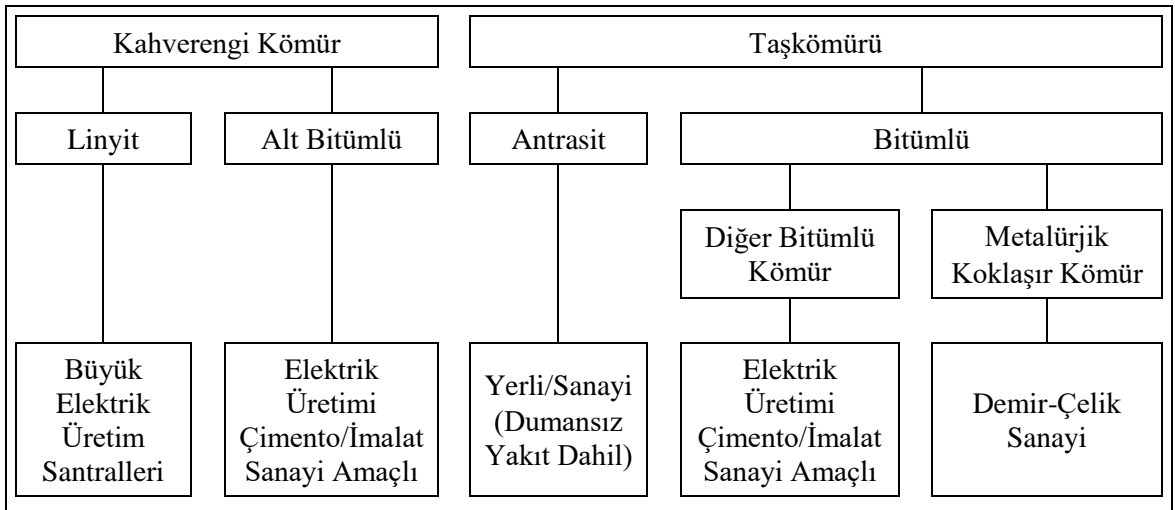 Kahverengi Kömür
Taşkömürü
Linyit
Alt Bitümlü
Antrasit
Bitümlü
Diğer Bitümlü
Kömür
Metalürjik
Koklaşır Kömür
Büyük
Elektrik
Üretim
Santralleri
Elektrik
Üretimi
Çimento/İmalat
Sanayi Amaçlı
Yerli/Sanayi
(Dumansız
Yakıt Dahil)
Elektrik
Üretimi
Çimento/İmalat
Sanayi Amaçlı
Demir-Çelik
Sanayi